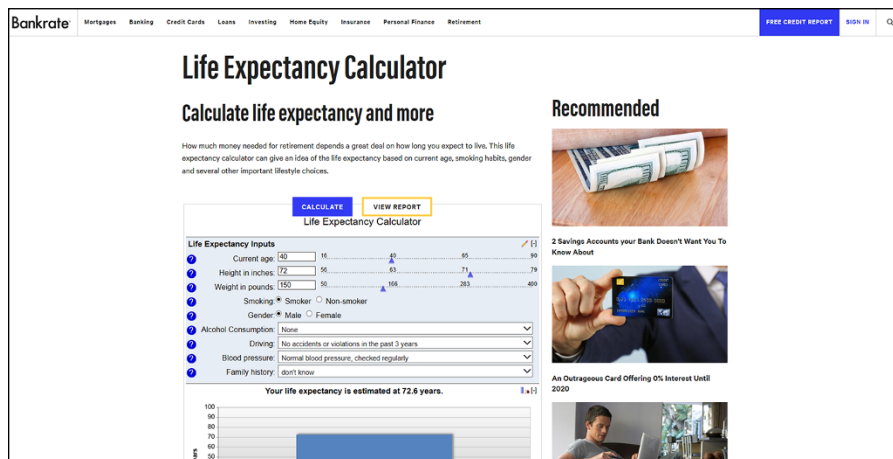 Bankrate
Mortgages Banking Credit Cards Loans Investing Home Equity Insurance Personal Finance Retirement
FREE CREDIT REPORT SIGN IN
Life Expectancy Calculator
Calculate life expectancy and more
How much money needed for retirement depends a great deal on how long you expect to live. This life
expectancy calculator can give an idea of the life expectancy based on current age, smoking habits, gender
and several other important lifestyle choices.
CALCULATE VIEW REPORT
Life Expectancy Calculator
Life Expectancy Inputs [-]
? Current age: 40 16 40 65 90
? Height in inches: 72 56 63 71 79
? Weight in pounds: 150 50 166 283 400
? Smoking: Smoker Non-smoker
? Gender: Male Female
? Alcohol Consumption: None
? Driving: No accidents or violations in the past 3 years
? Blood pressure: Normal blood pressure, checked regularly
? Family history: don't know
Your life expectancy is estimated at 72.6 years. [-]
100
90
80
70
60
50
Recommended
2 Savings Accounts your Bank Doesn't Want You To
Know About
An Outrageous Card Offering 0% Interest Until
2020